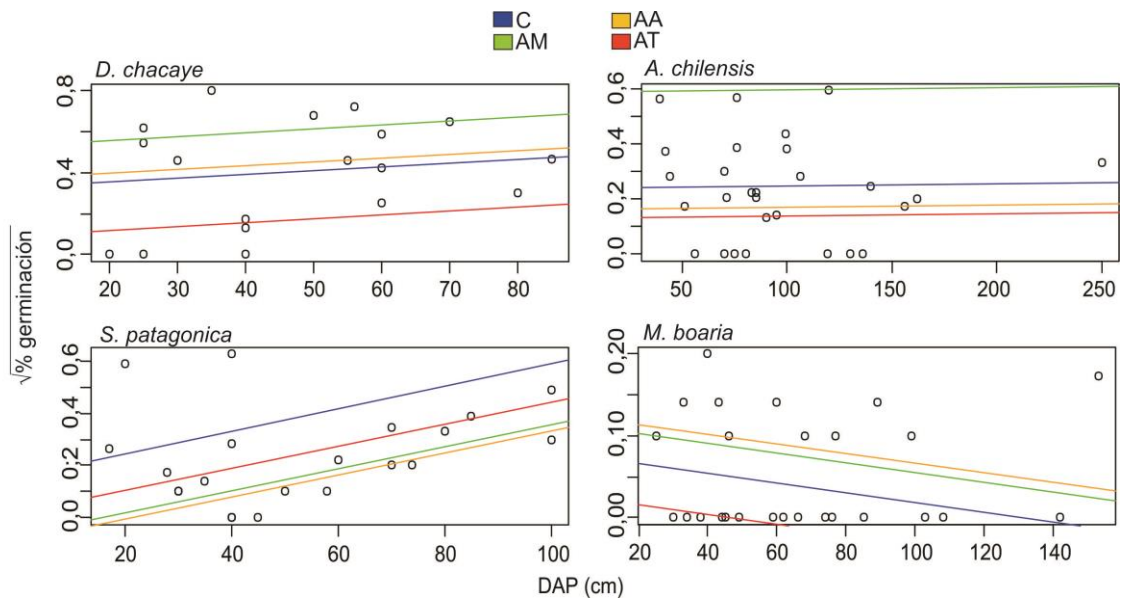 C AA
AM AT
D. chacaye
0,0 0,4 0,8
20 30 40 50 60 70 80
A. chilensis
0,0 0,2 0,4 0,6
50 100 150 200 250
S. patagonica
0,0 0,2 0,4 0,6
20 40 60 80 100
M. boaria
0,00 0,10 0,20
20 40 60 80 100 120 140
√% germinación
DAP (cm)